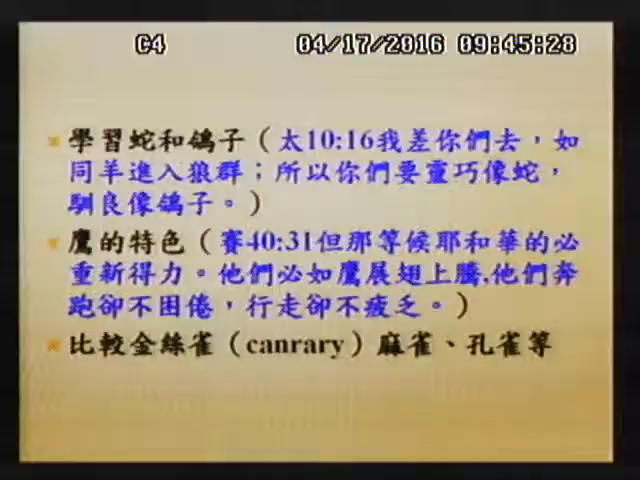 C4 04/17/2016 09:45:28
學習蛇和鴿子（太10:16我差你們去，如
同羊進入狼群；所以你們要靈巧像蛇，
馴良像鴿子。）
鷹的特色（賽40:31但那等候耶和華的必
重新得力。他們必如鷹展翅上騰,他們奔
跑卻不困倦，行走卻不疲乏。）
比較金絲雀（canrary）麻雀、孔雀等